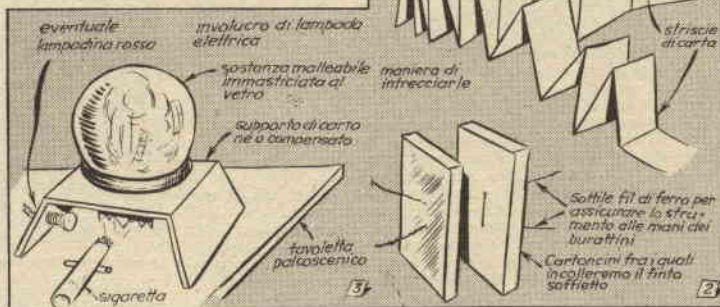 eventuale
lampadina rossa
involucro di lampada
elettrica
sostanza malleabile
immasticiata al
vetro
supporto di carto
ne o compensato
tavoletta
palcoscenico
sigaretta
3
striscie
di carta
maniera di
intrecciarle
Sottile fil di ferro per
assicurare lo stru-
mento alle mani dei
burattini
Cartoncini fra i quali
incolleremo il finto
soffietto
2